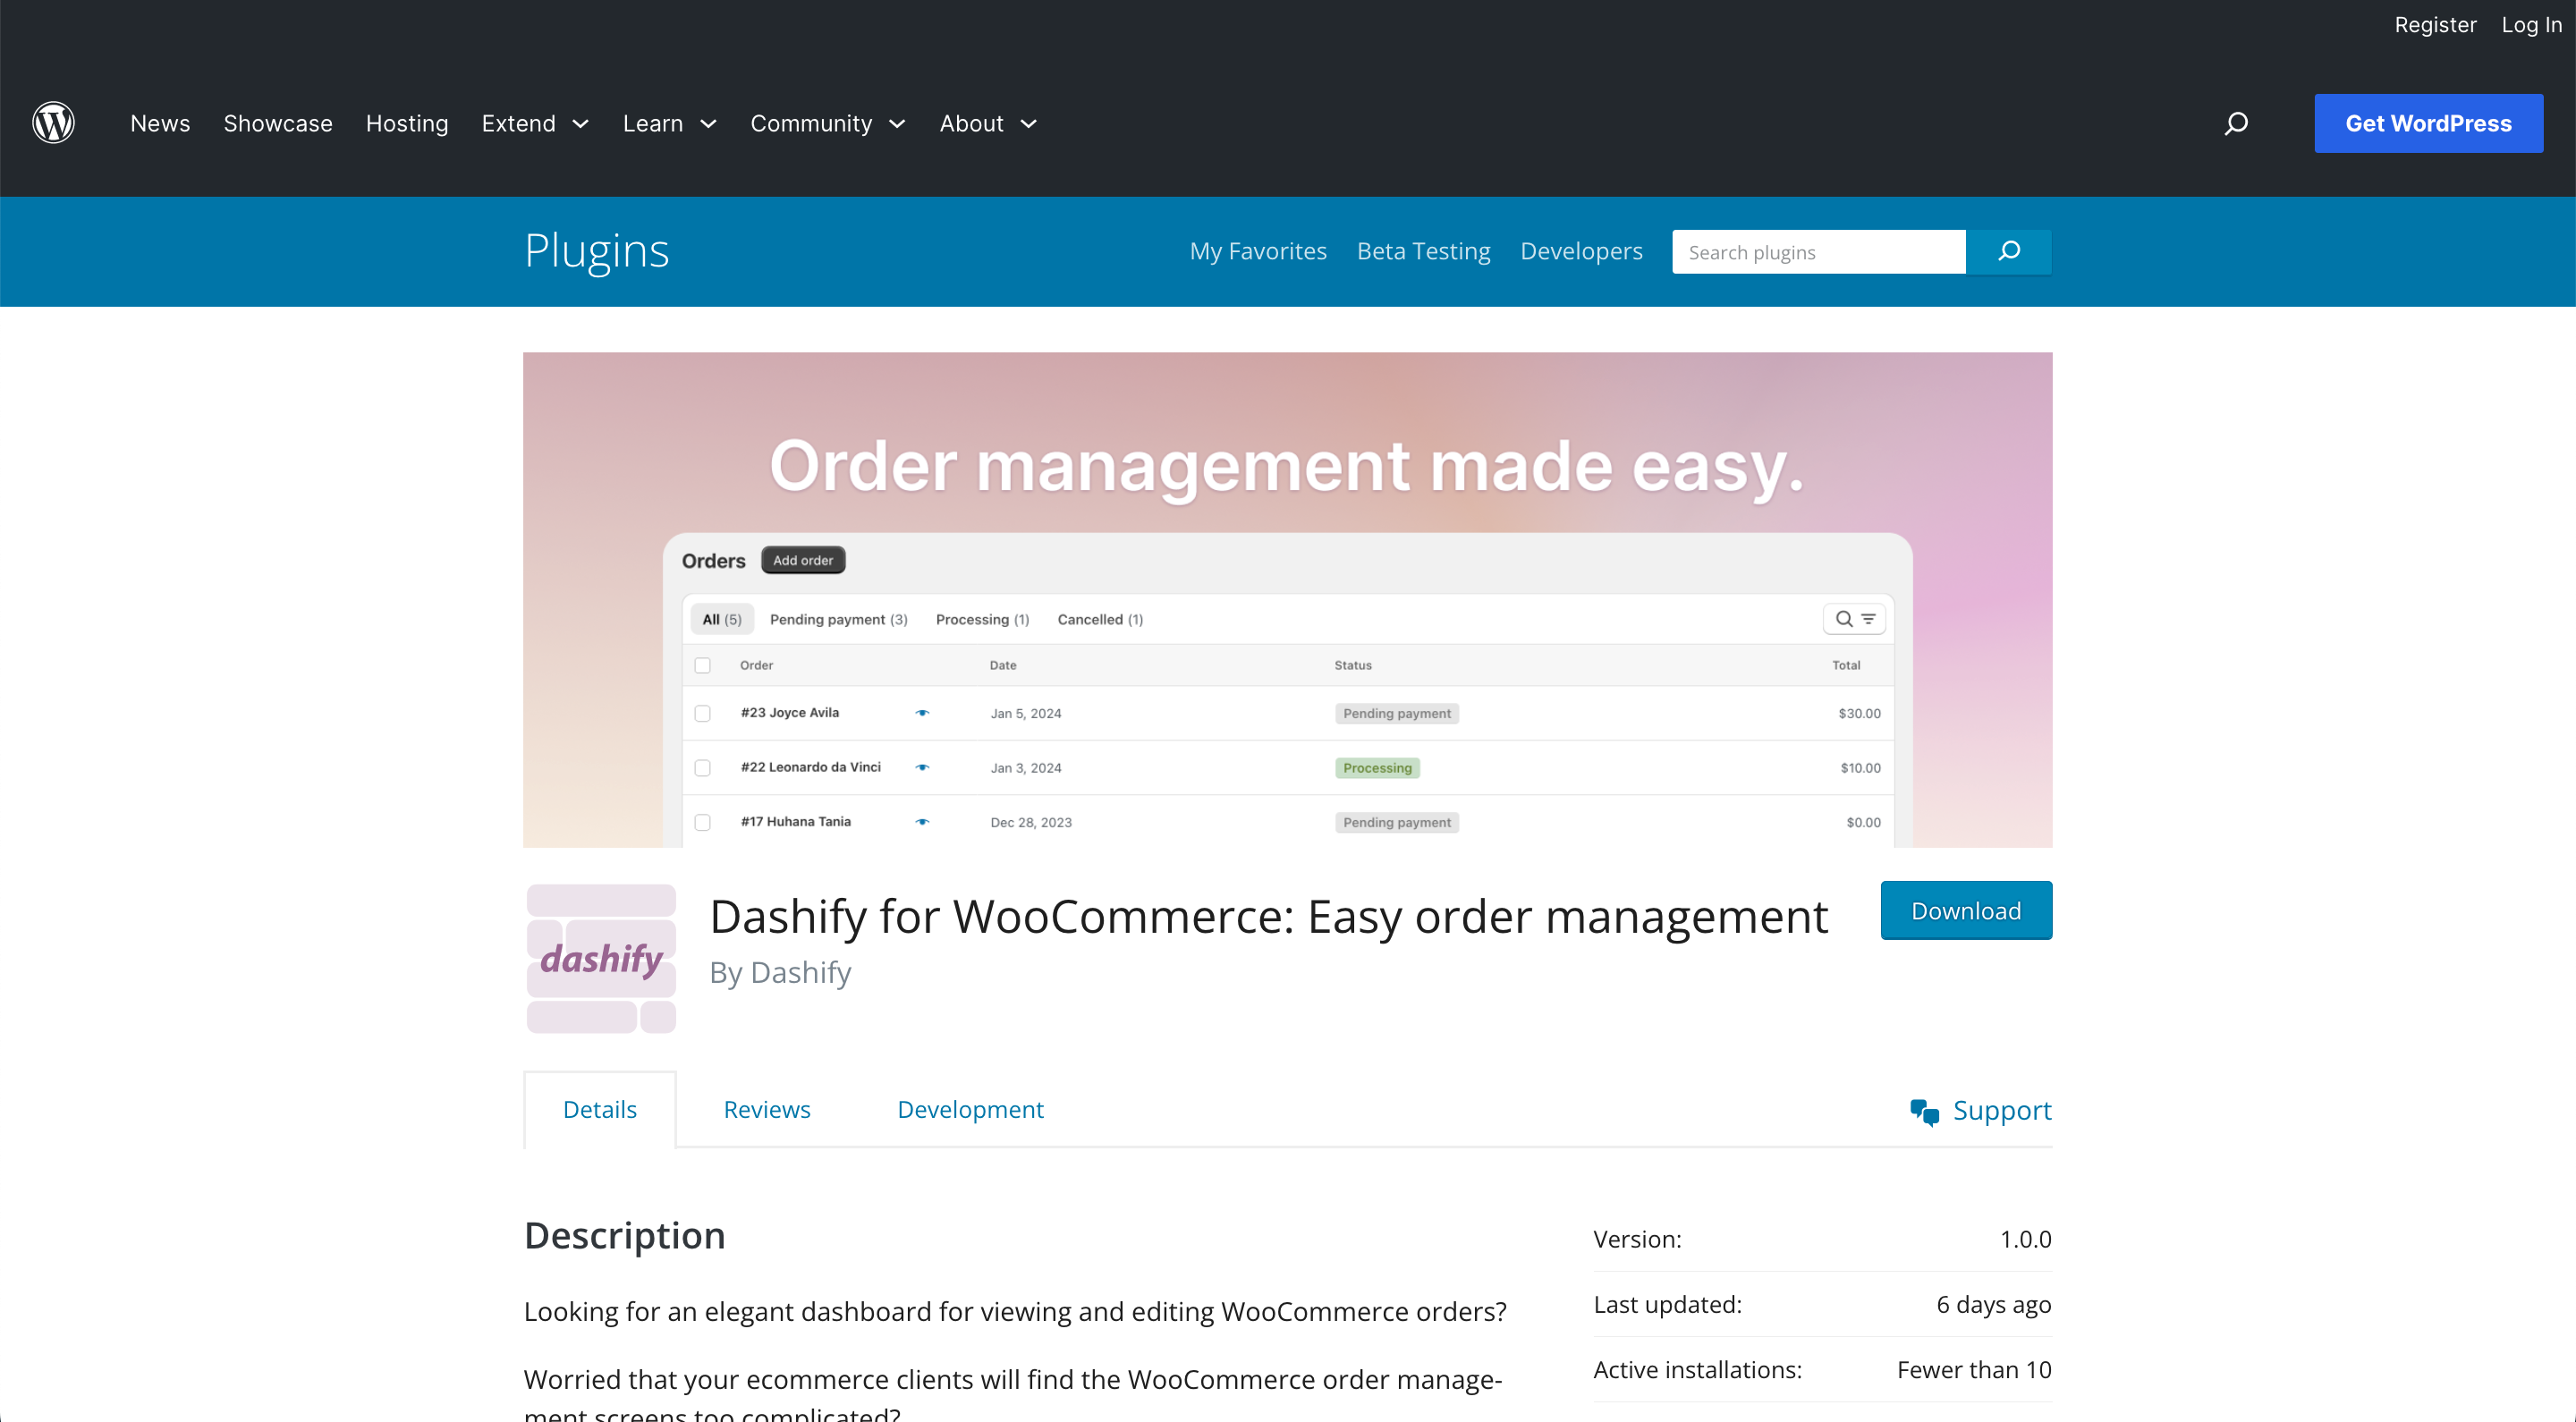 Register Log In
News Showcase Hosting Extend Learn Community About Get WordPress
Plugins My Favorites Beta Testing Developers Search plugins
Order management made easy.
Orders Add order
All (5) Pending payment (3) Processing (1) Cancelled (1)
Order Date Status Total
#23 Joyce Avila Jan 5, 2024 Pending payment $30.00
#22 Leonardo da Vinci Jan 3, 2024 Processing $10.00
#17 Huhana Tania Dec 28, 2023 Pending payment $0.00
dashify
Dashify for WooCommerce: Easy order management
Download
By Dashify
Details Reviews Development Support
Description
Looking for an elegant dashboard for viewing and editing WooCommerce orders?
Worried that your ecommerce clients will find the WooCommerce order manage-
ment screens too complicated?
Version: 1.0.0
Last updated: 6 days ago
Active installations: Fewer than 10